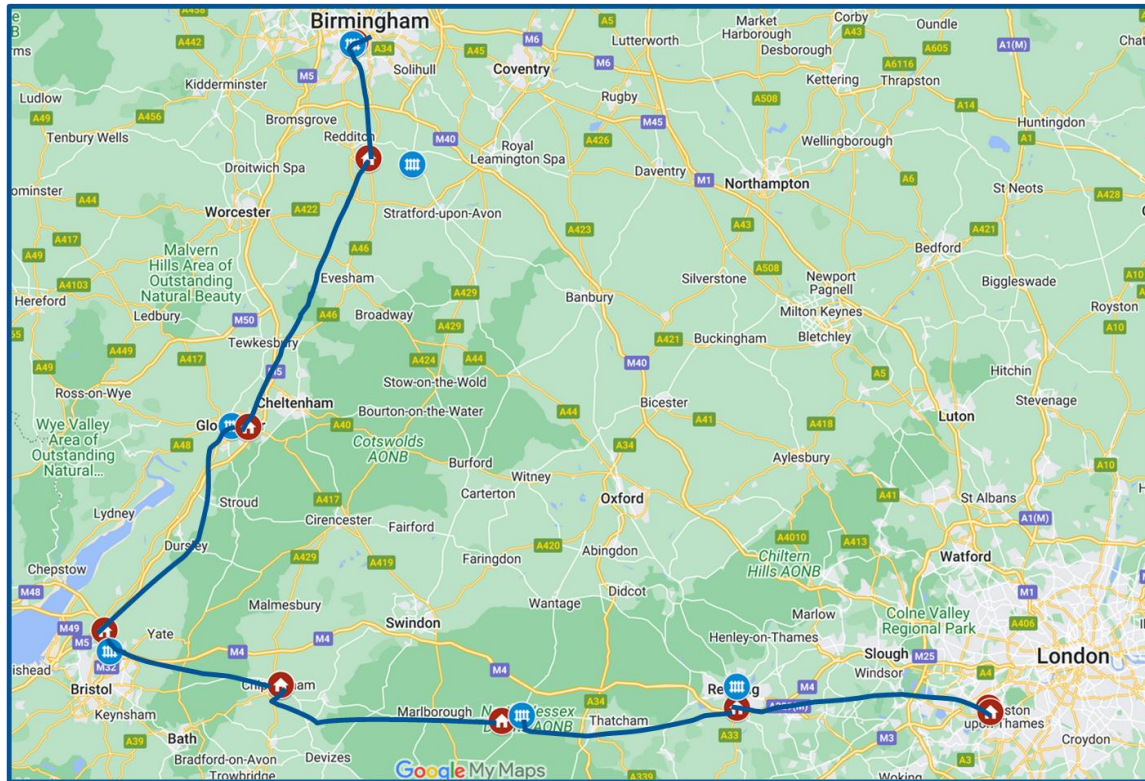 Birmingham
A458
A442
A34
A45
M6
Lutterworth
A5
Market
Harborough
Corby
A43
Oundle
A605
A1(M)
Desborough
Solihull
Coventry
M6
Kettering
A6116
Thrapston
Kidderminster
M5
Rugby
A14
Ludlow
A49
A456
Bromsgrove
A508
Huntingdon
Tenbury Wells
Redditch
M40
M45
Wellingborough
A1
Royal
Leamington Spa
A426
Droitwich Spa
Daventry
M1
Northampton
A6
St Neots
A428
A44
Worcester
A422
Stratford-upon-Avon
A43
A421
A417
A49
Malvern
Hills Area of
Outstanding
Natural Beauty
A46
A423
Bedford
A4103
Hereford
Evesham
Silverstone
A508
Newport
Pagnell
Biggleswade
Ledbury
Broadway
A429
Banbury
Milton Keynes
Royston
M50
A46
A429
A10
A449
Tewkesbury
A421
Buckingham
Bletchley
A49
A417
A424
A44
M40
A5
Hitchin
Ross-on-Wye
Stow-on-the-Wold
Stevenage
Cheltenham
Bourton-on-the-Water
Bicester
A41
Luton
Wye Valley
Area of
Outstanding
Natural...
A48
A40
Cotswolds
AONB
A44
A418
A34
A10
Burford
Witney
Aylesbury
Lydney
Stroud
A417
Carterton
Oxford
A41
St Albans
Cirencester
Fairford
A1(M)
Dursley
A420
Abingdon
A4010
A413
Watford
Chepstow
A429
A419
Faringdon
Chiltern
Hills AONB
M48
Malmesbury
Wantage
Didcot
M1
M49
Swindon
Marlow
Colne Valley
Regional Park
A406
M5
Yate
M4
M4
Henley-on-Thames
Slough
M25
London
M32
M4
Windsor
A4
Bristol
M4
Keynsham
Marlborough
A34
Thatcham
A33
M3
Croydon
A39
Bath
Devizes
A3
Bradford-on-Avon
Trowbridge
Google My Maps
A339
Woking